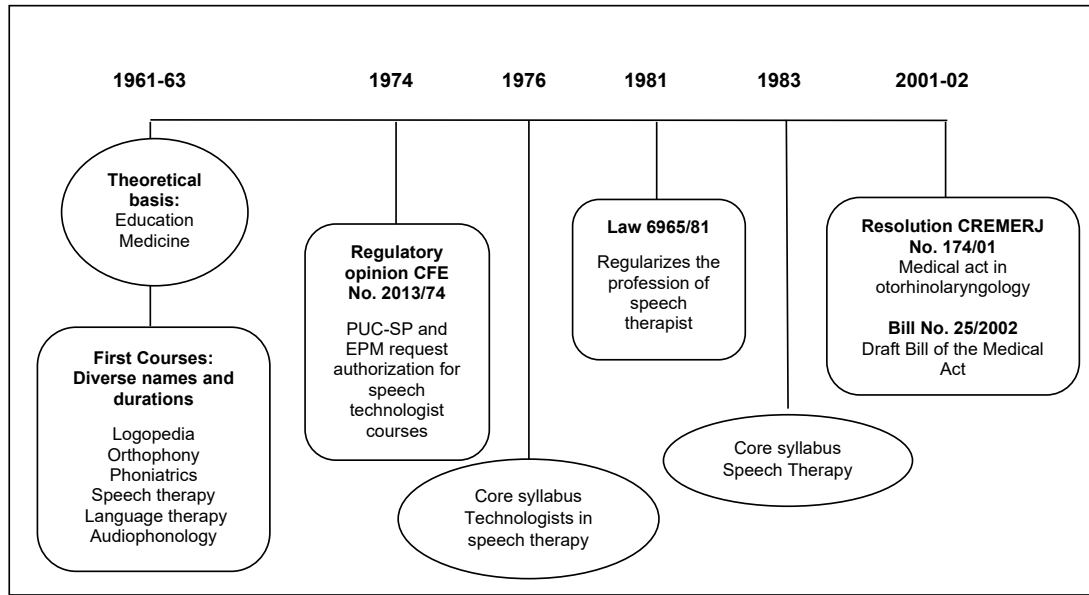 1961-63
1974
1976
1981
1983
2001-02
Theoretical
basis:
Education
Medicine
First Courses:
Diverse names and
durations
Logopedia
Orthophony
Phoniatrics
Speech therapy
Language therapy
Audiophonology
Regulatory
opinion CFE
No. 2013/74
PUC-SP and
EPM request
authorization for
speech
technologist
courses
Core syllabus
Technologists in
speech therapy
Law 6965/81
Regularizes the
profession of
speech
therapist
Core syllabus
Speech Therapy
Resolution CREMERJ
No. 174/01
Medical act in
otorhinolaryngology
Bill No. 25/2002
Draft Bill of the Medical
Act